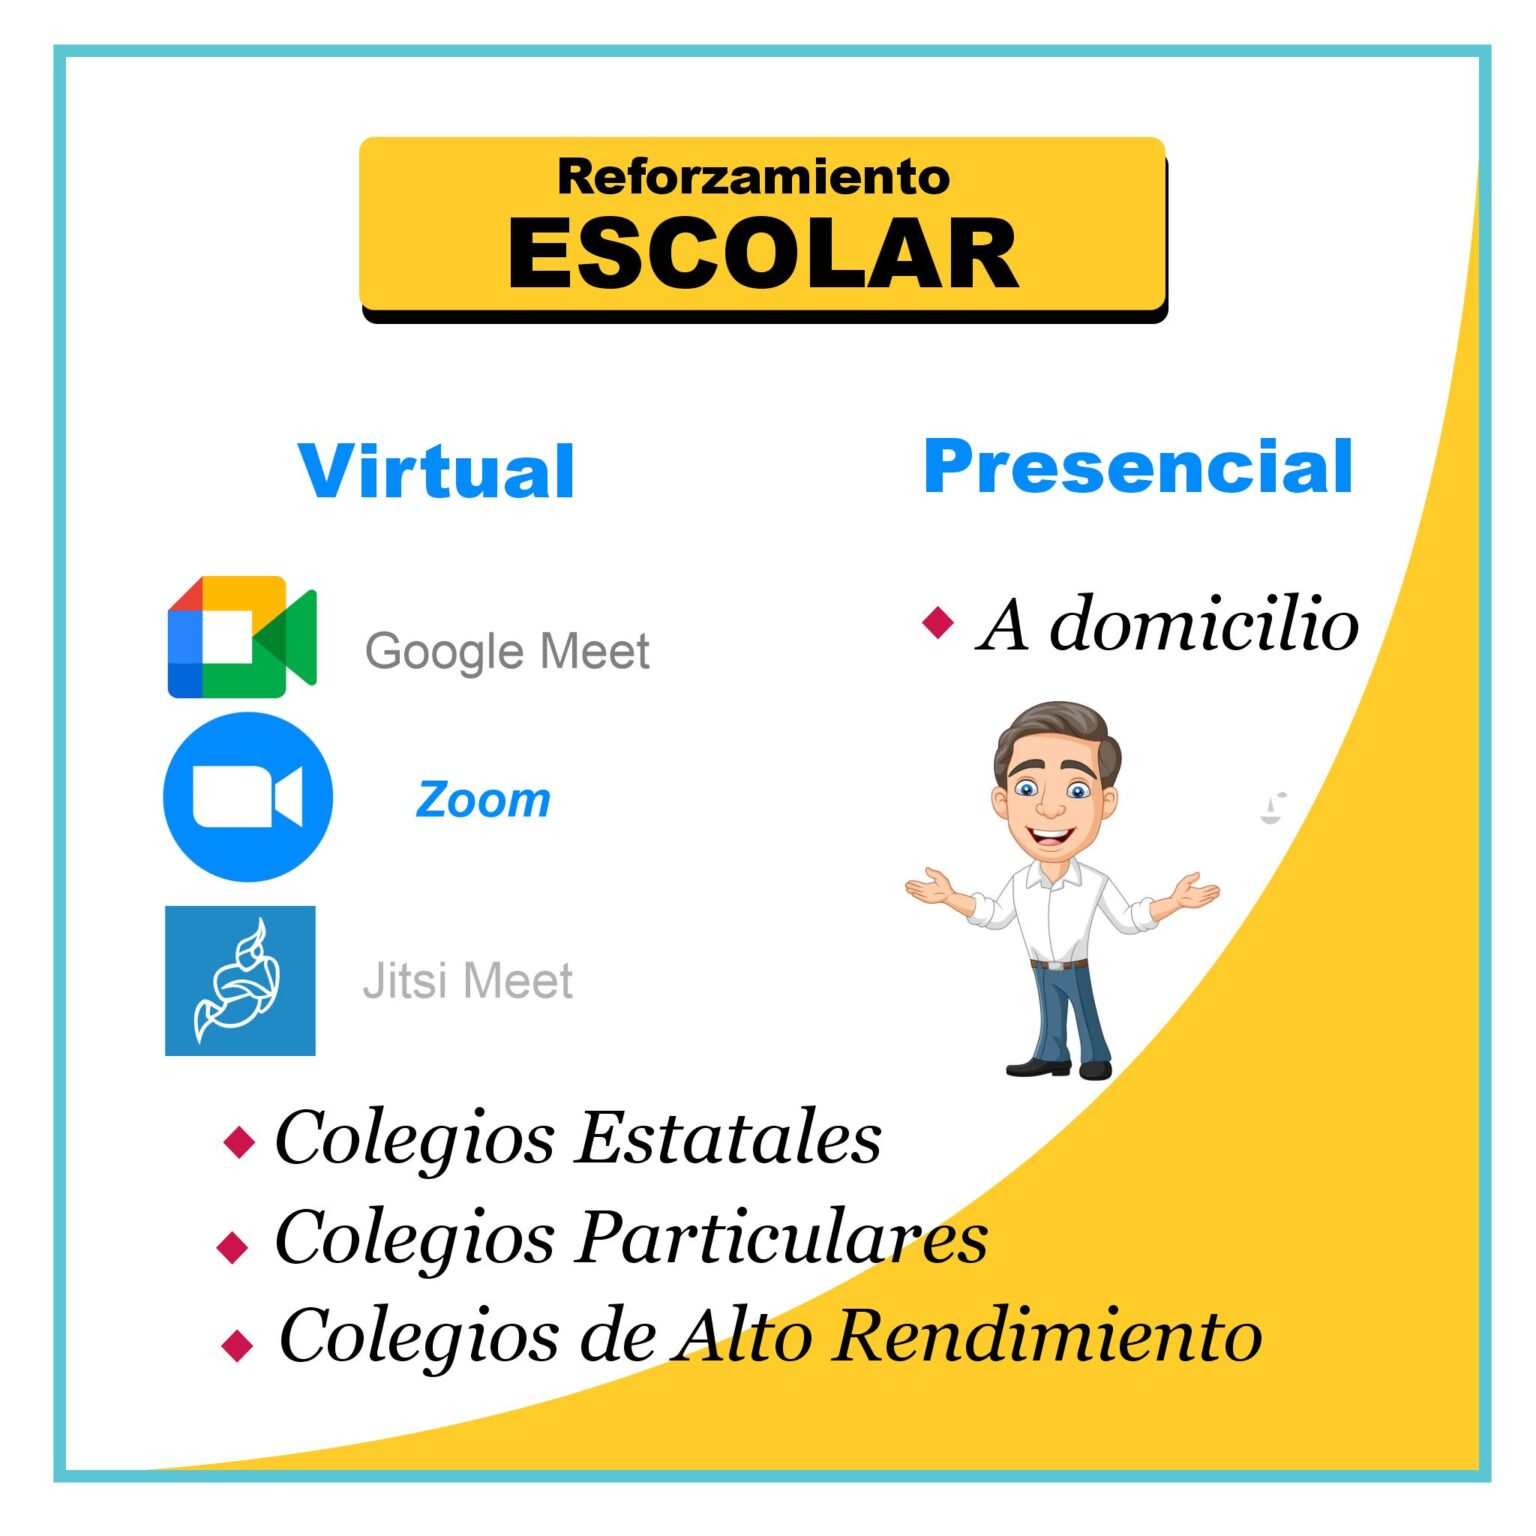 Reforzamiento
ESCOLAR
Virtual
Google Meet
Zoom
Jitsi Meet
Presencial
A domicilio
Colegios Estatales
Colegios Particulares
Colegios de Alto Rendimiento